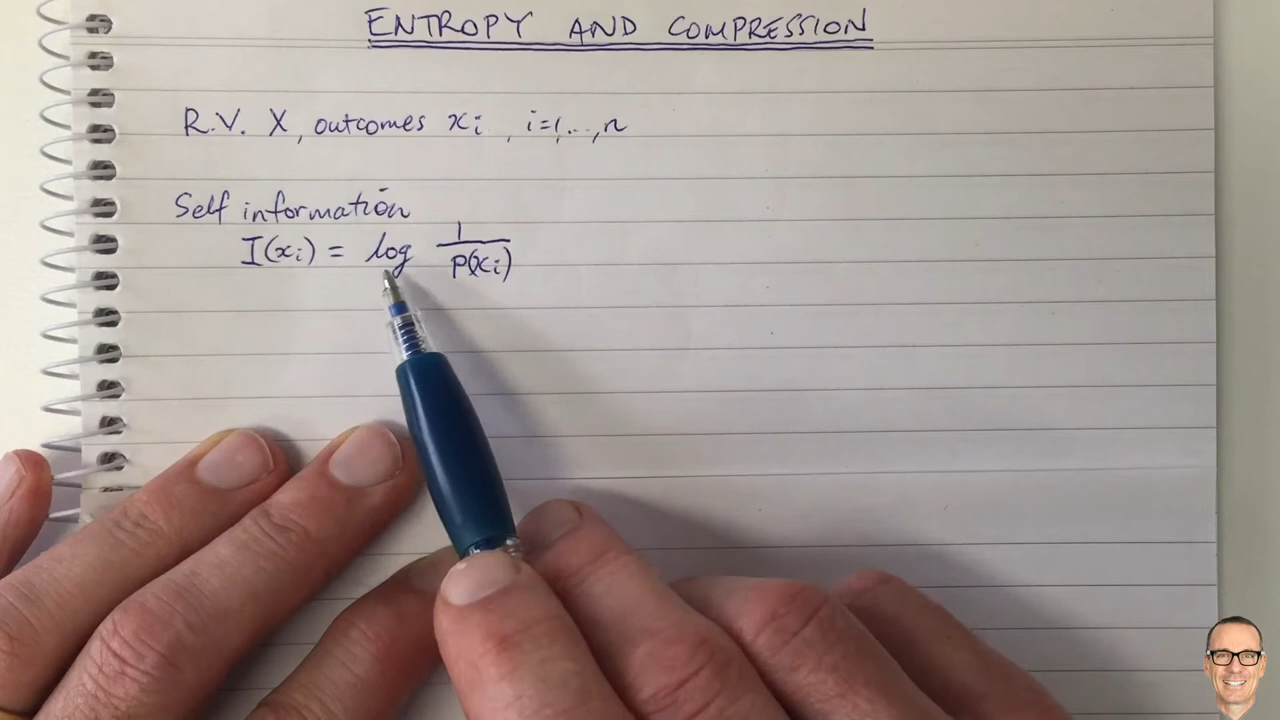 ENTROPY AND COMPRESSION
R.V. X, outcomes xi, i=1,...,n
Self information
I(xi) = log 1/p(xi)